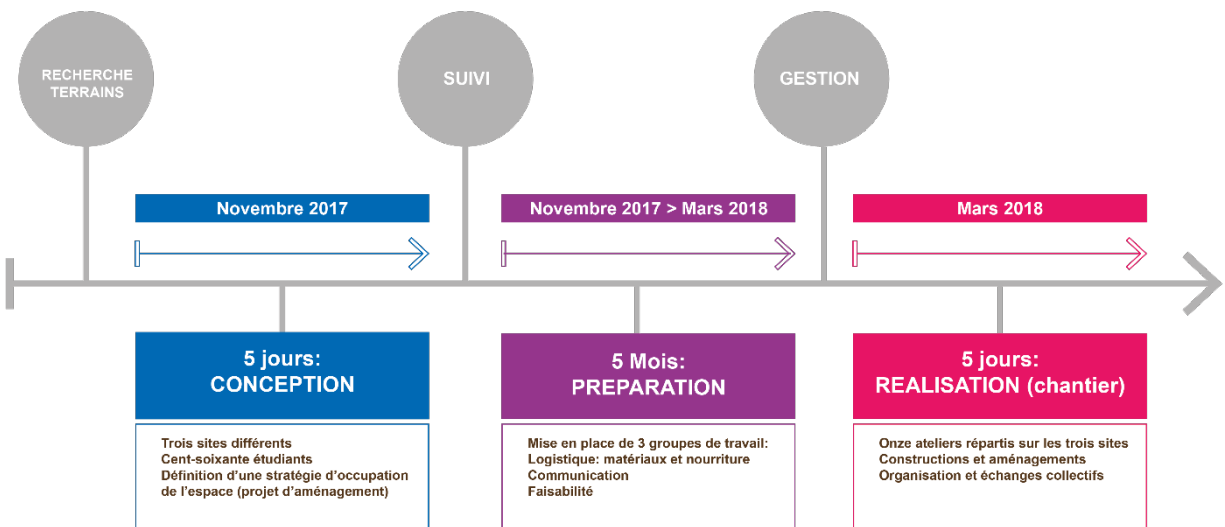 RECHERCHE
TERRAINS
SUIVI
GESTION
Novembre 2017
Novembre 2017 > Mars 2018
Mars 2018
5 jours:
CONCEPTION
5 Mois:
PREPARATION
5 jours:
REALISATION (chantier)
Trois sites différents
Cent-soixante étudiants
Définition d'une stratégie d'occupation
de l'espace (projet d'aménagement)
Mise en place de 3 groupes de travail:
Logistique: matériaux et nourriture
Communication
Faisabilité
Onze ateliers répartis sur les trois sites
Constructions et aménagements
Organisation et échanges collectifs